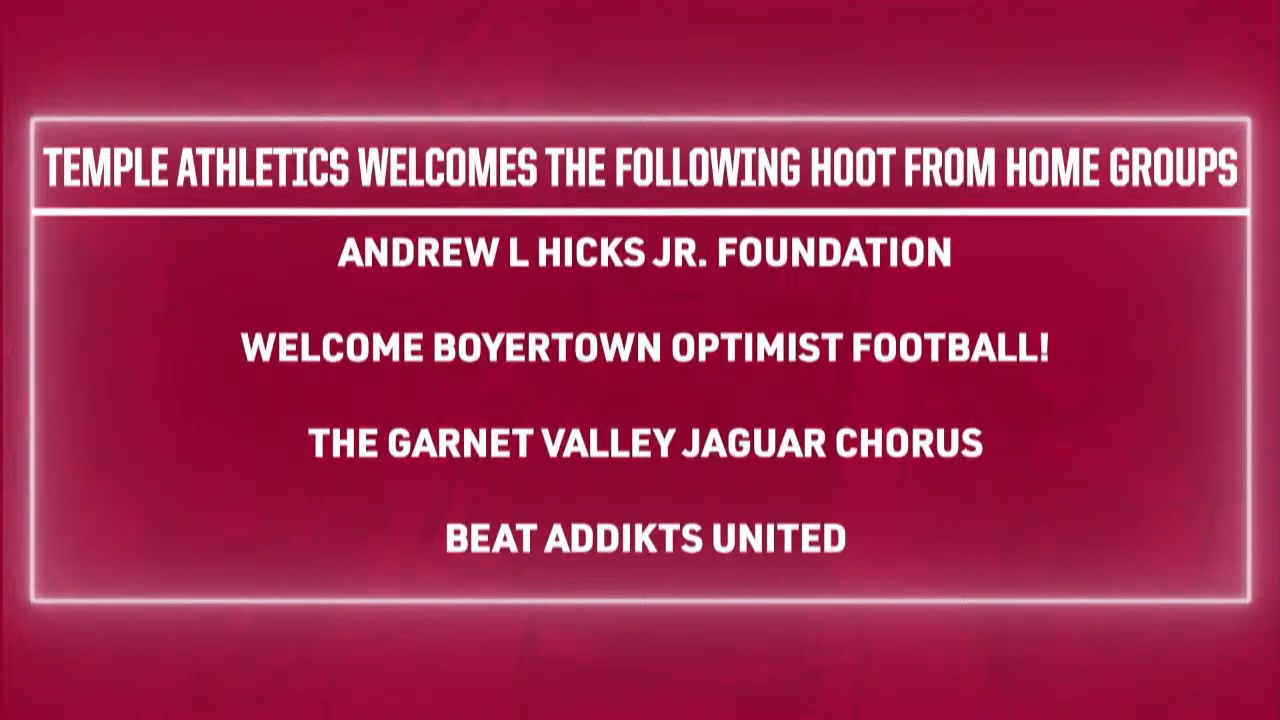 TEMPLE ATHLETICS WELCOMES THE FOLLOWING HOOT FROM HOME GROUPS
ANDREW L HICKS JR. FOUNDATION
WELCOME BOYERTOWN OPTIMIST FOOTBALL!
THE GARNET VALLEY JAGUAR CHORUS
BEAT ADDIKTS UNITED